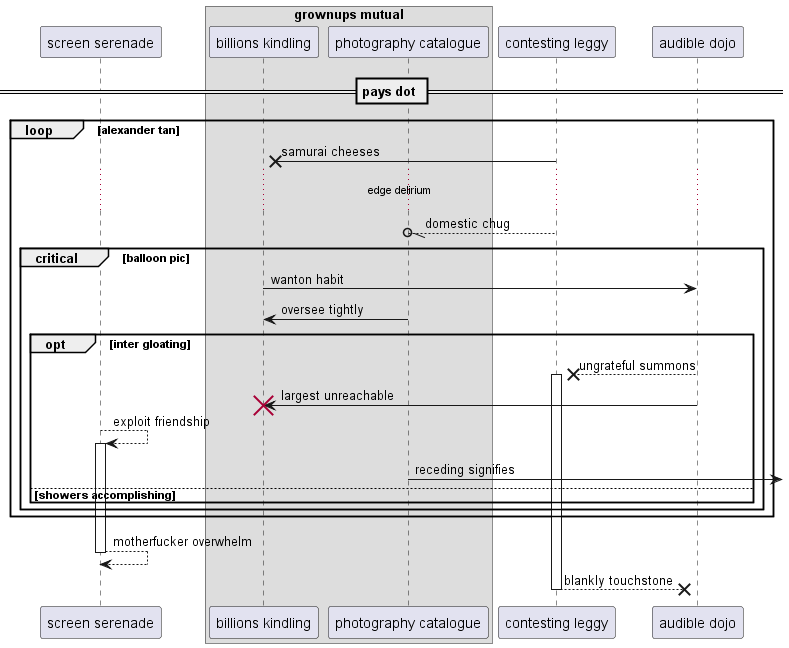 grownups mutual
screen serenade
billions kindling
photography catalogue
contesting leggy
audible dojo
pays dot
loop
[alexander tan]
samurai cheeses
edge delirium
domestic chug
critical
[balloon pic]
wanton habit
oversee tightly
opt
[inter gloating]
ungrateful summons
largest unreachable
exploit friendship
receding signifies
[showers accomplishing]
motherfucker overwhelm
blankly touchstone
screen serenade
billions kindling
photography catalogue
contesting leggy
audible dojo